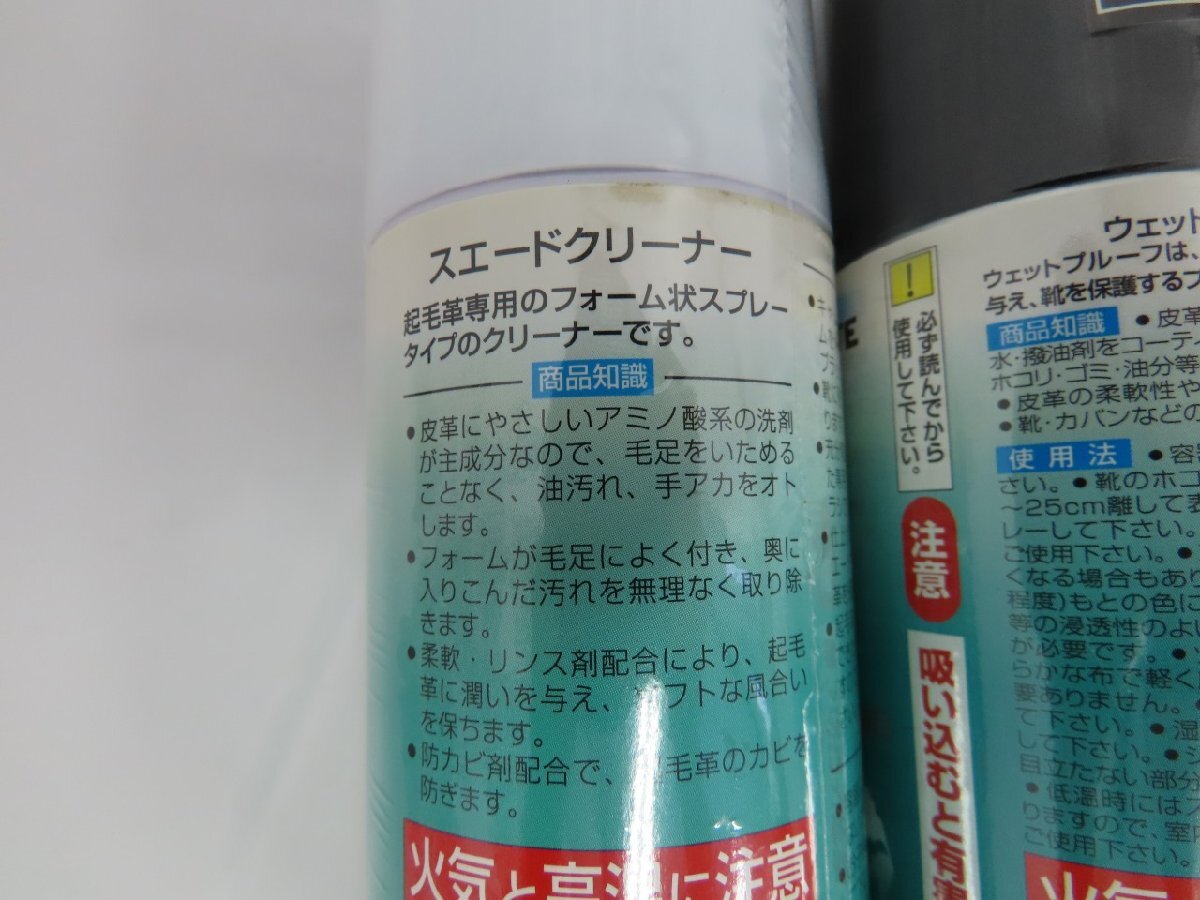 スエードクリーナー
起毛革専用のフォーム状スプレー
タイプのクリーナーです。
商品知識
●皮革にやさしいアミノ酸系の洗剤
が主成分なので、毛足をいためる
ことなく、油汚れ、手アカをオト
します。
●フォームが毛足によく付き、奥に
入りこんだ汚れを無理なく取り除
きます。
●柔軟・リンス剤配合により、起毛
革に潤いを与え、ソフトな風合い
を保ちます。
●防カビ剤配合で、 毛革のカビを
防ぎます。
火気と高温に注意
!
必ず読んでから
使用して下さい。
注意
吸い込むと有害
ウェット
ウェットプルーフは、
与え、靴を保護する
商品知識 ●皮革
水・撥油剤をコーティ
ホコリ・ゴミ・油分等
●皮革の柔軟性や
●靴・カバンなどの
使用法 ●容
さい。●靴のホコ
〜25cm離して表
レーして下さい。
ご使用下さい。●
くなる場合もあり
程度)もとの色に
等の浸透性のよ
が必要です。●
らかな布で軽く
要ありません。
て下さい。●湿
して下さい。●
目立たない部分
●低温時には
りますので、室
ご使用下さい。
火気